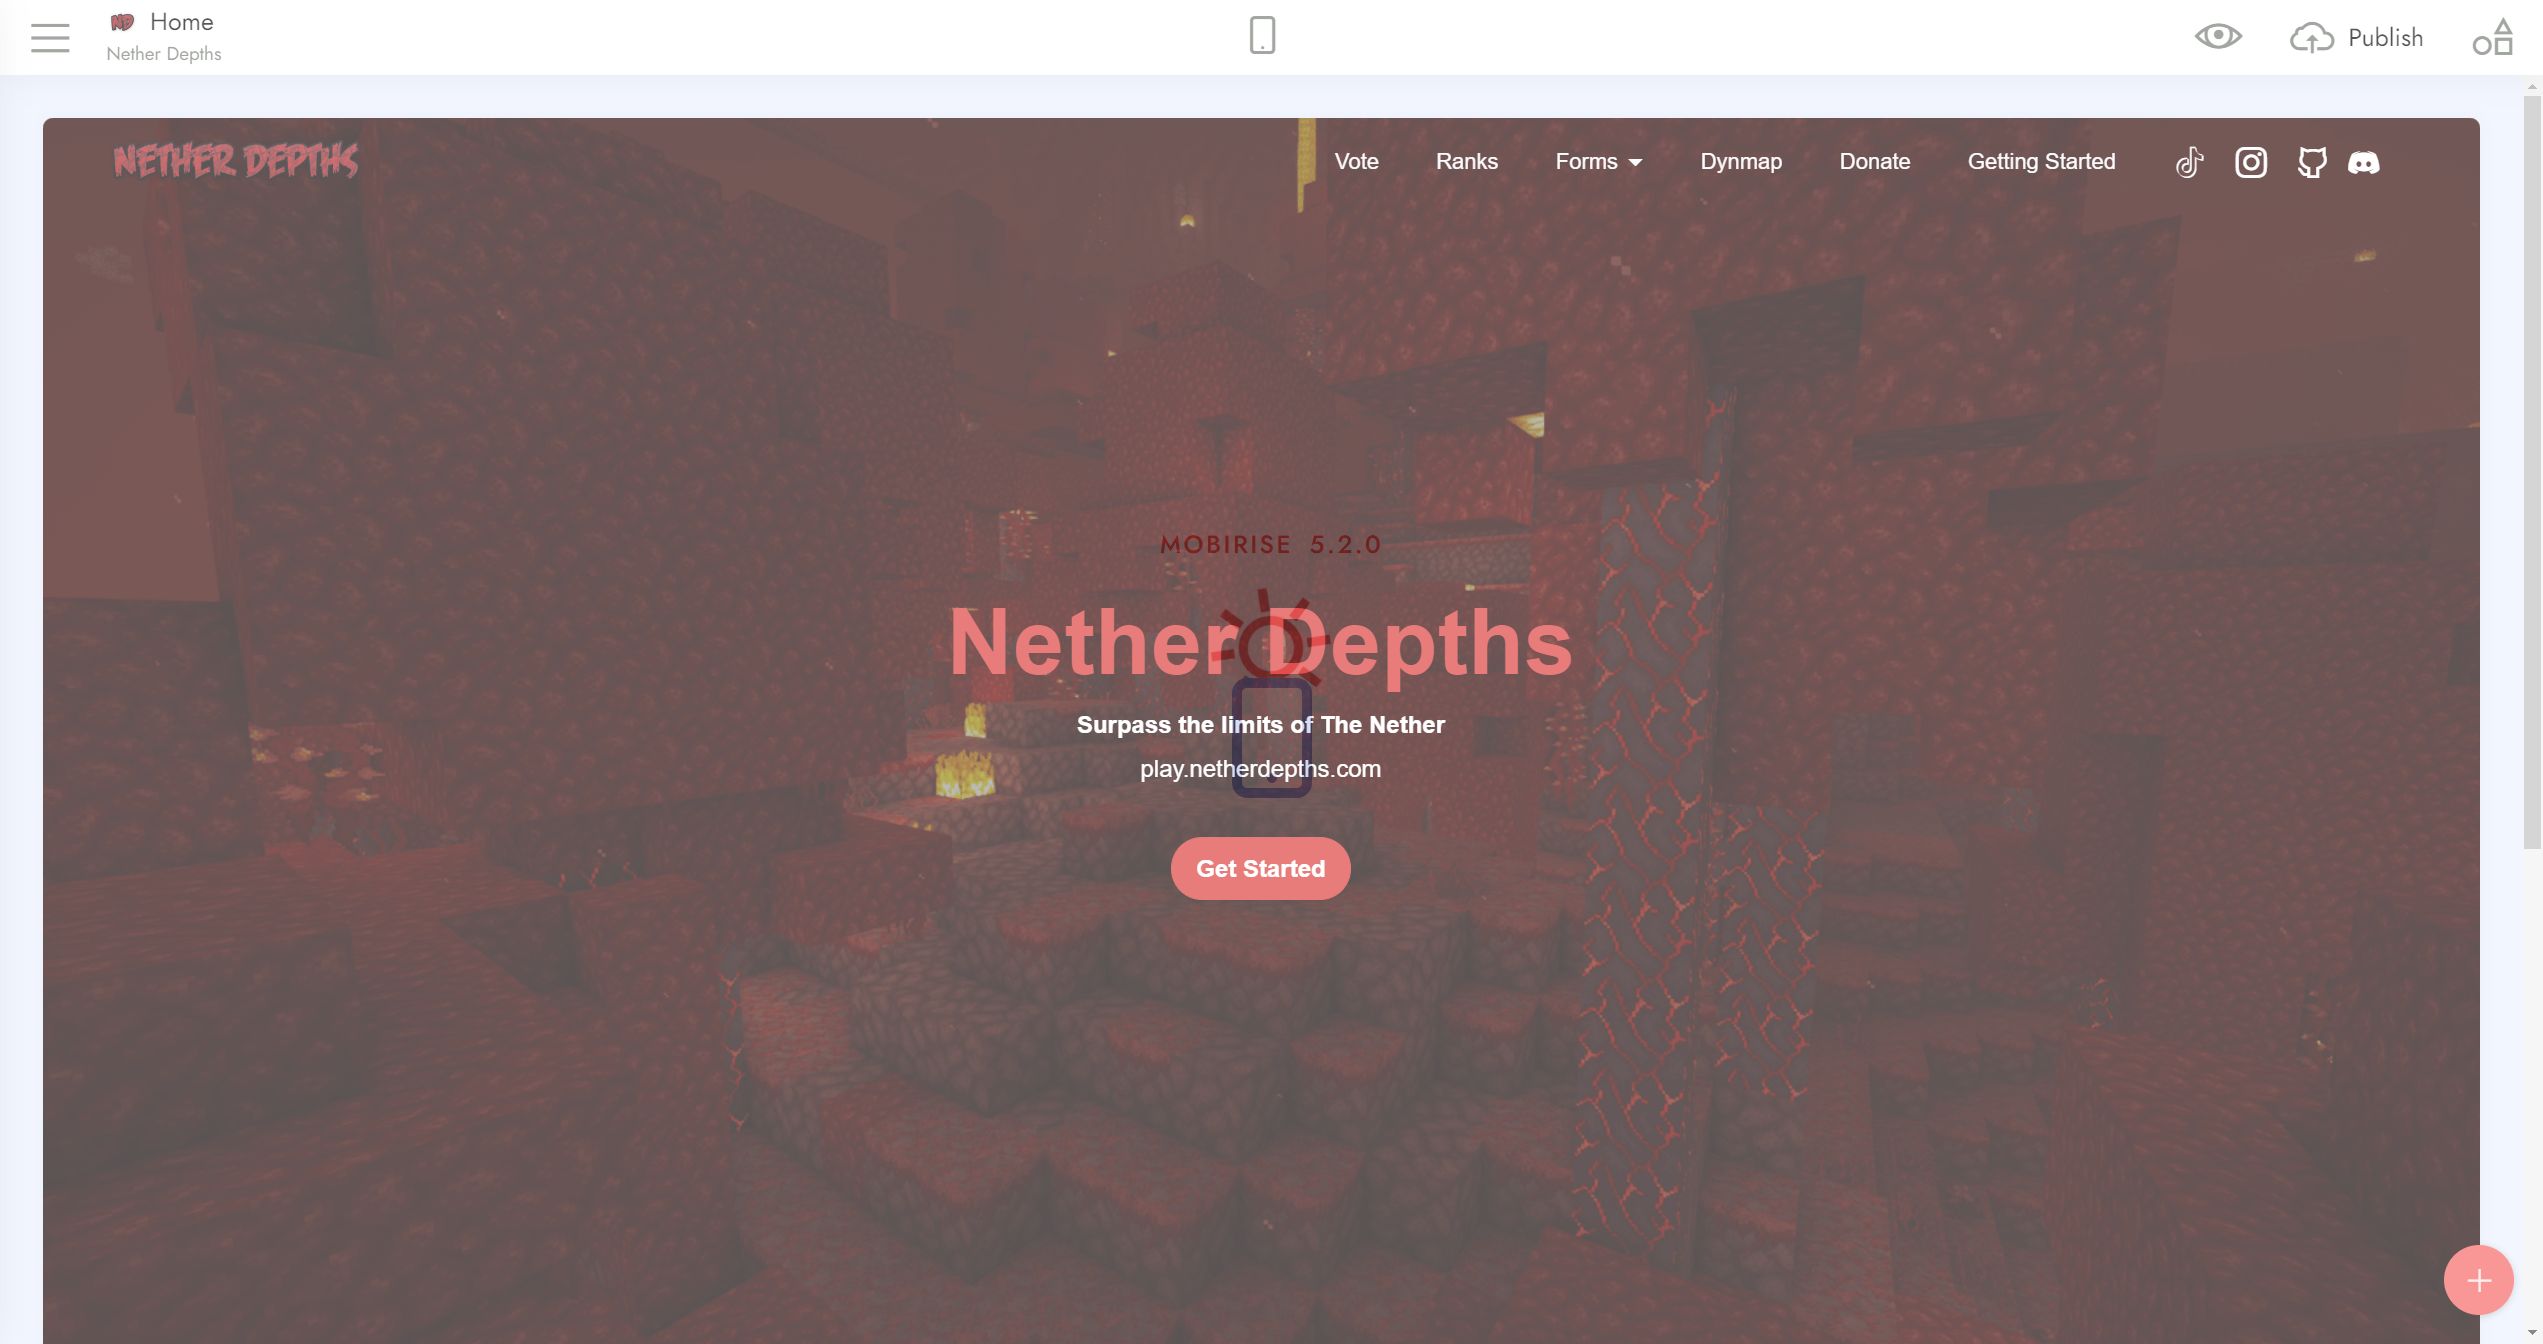 Home
Nether Depths
Publish
NETHER DEPTHS
Vote Ranks Forms Dynmap Donate Getting Started
MOBIRISE 5.2.0
Nether Depths
Surpass the limits of The Nether
play.netherdepths.com
Get Started